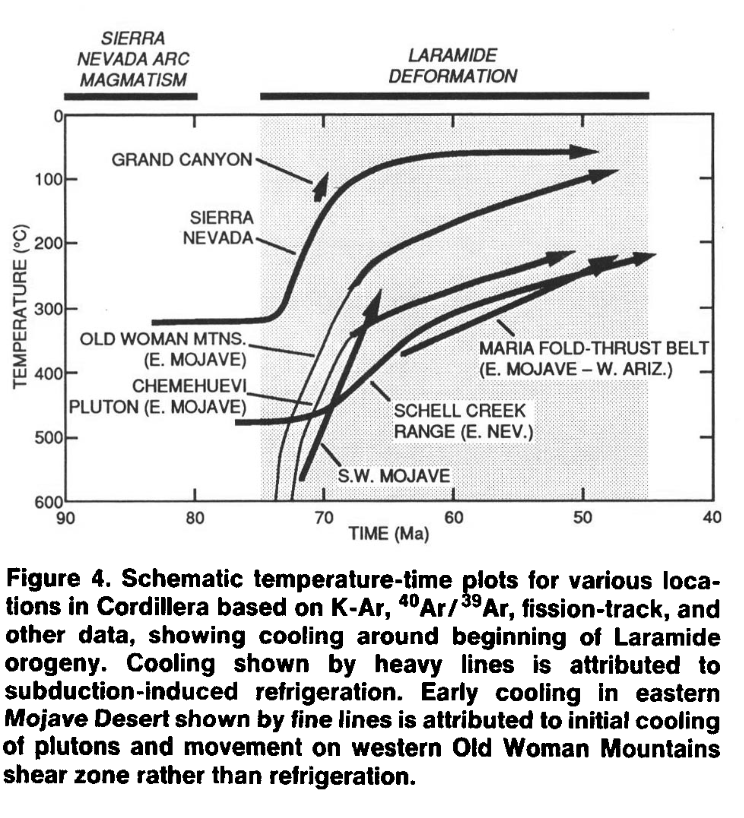 SIERRA
NEVADA ARC
MAGMATISM
LARAMIDE
DEFORMATION
0
100
200
300
400
500
600
TEMPERATURE (°C)
GRAND CANYON
SIERRA
NEVADA
OLD WOMAN MTNS.
(E. MOJAVE)
CHEMEHUEVI
PLUTON (E. MOJAVE)
MARIA FOLD-THRUST BELT
(E. MOJAVE – W. ARIZ.)
SCHELL CREEK
RANGE (E. NEV.)
S.W. MOJAVE
90
80
70
60
50
40
TIME (Ma)
Figure 4. Schematic temperature-time plots for various loca-
tions in Cordillera based on K-Ar, ⁴⁰Ar/³⁹Ar, fission-track, and
other data, showing cooling around beginning of Laramide
orogeny. Cooling shown by heavy lines is attributed to
subduction-induced refrigeration. Early cooling in eastern
Mojave Desert shown by fine lines is attributed to initial cooling
of plutons and movement on western Old Woman Mountains
shear zone rather than refrigeration.